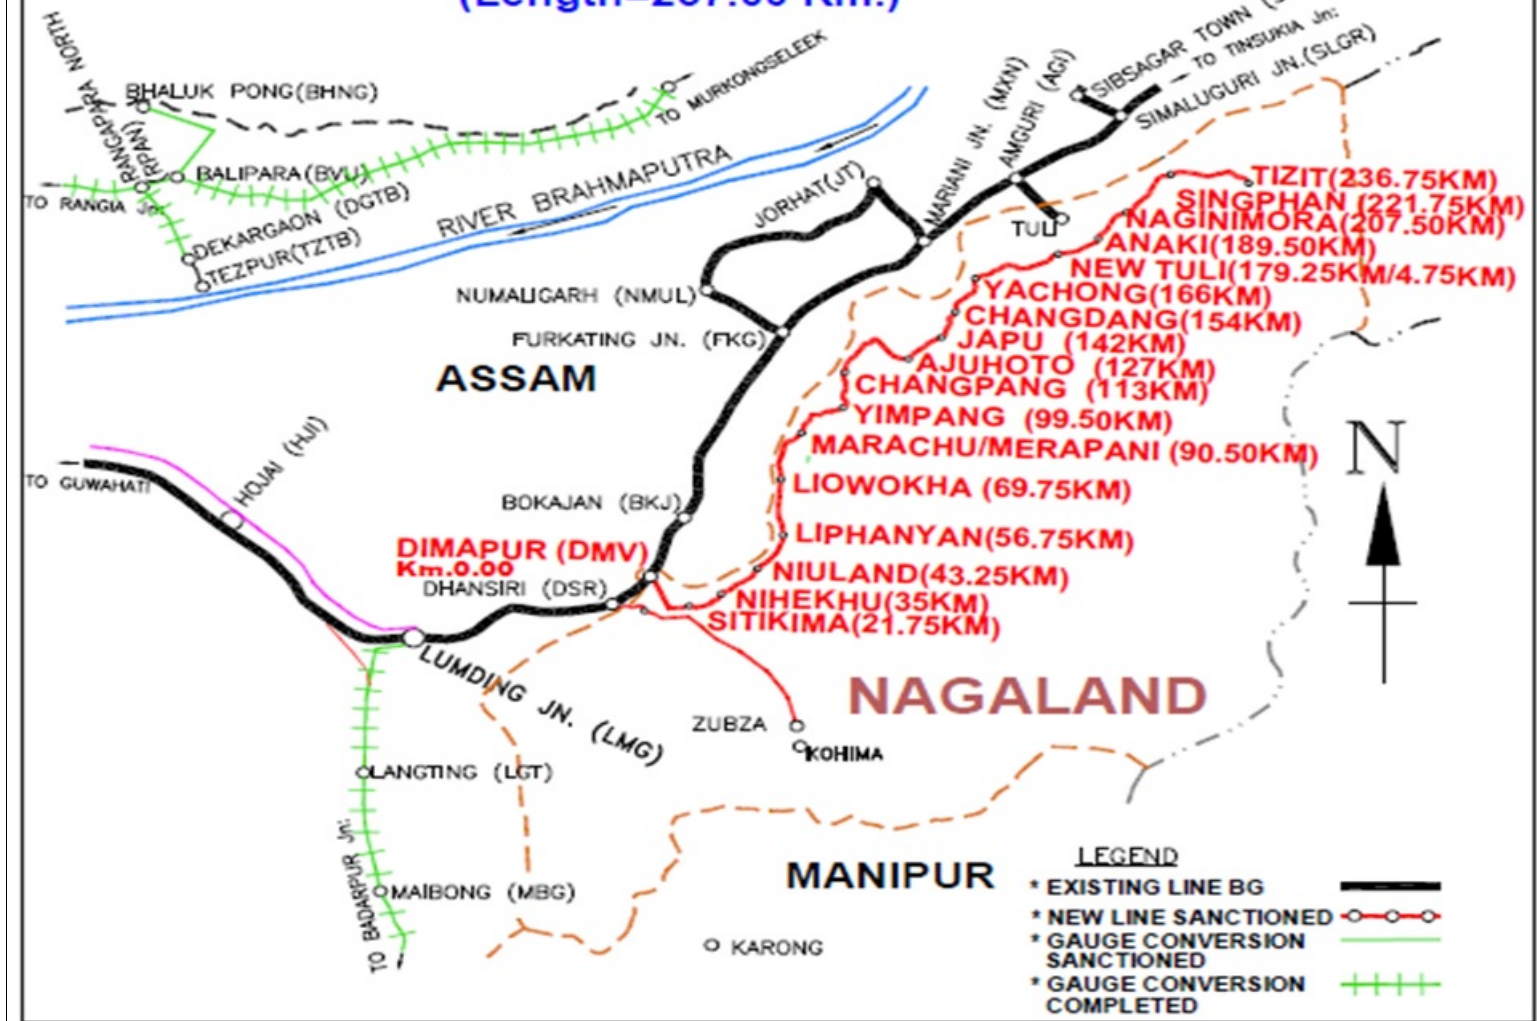 BHALUK PONG(BHNG)
TO MURKONGSELEK
RANGAPARA NORTH
(RPAN)
BALIPARA(BVU)
TO RANGIA Jn:
DEKARGAON (DGTB)
TEZPUR(TZTB)
RIVER BRAHMAPUTRA
JORHAT(JT)
MARIANI JN. (MXN)
AMGURI (AGI)
SIBSAGAR TOWN
TO TINSUKIA Jn:
SIMALUGURI JN.(SLGR)
TULI
TIZIT(236.75KM)
SINGPHAN (221.75KM)
NAGINIMORA(207.50KM)
ANAKI(189.50KM)
NEW TULI(179.25KM/4.75KM)
YACHONG(166KM)
CHANGDANG(154KM)
JAPU (142KM)
AJUHOTO (127KM)
CHANGPANG (113KM)
YIMPANG (99.50KM)
MARACHU/MERAPANI (90.50KM)
LIOWOKHA (69.75KM)
LIPHANYAN(56.75KM)
NIULAND(43.25KM)
NIHEKHU(35KM)
SITIKIMA(21.75KM)
NUMALIGARH (NMUL)
FURKATING JN. (FKG)
ASSAM
N
HOJAI (HJI)
TO GUWAHATI
BOKAJAN (BKJ)
DIMAPUR (DMV)
Km.0.00
DHANSIRI (DSR)
LUMDING JN. (LMG)
NAGALAND
ZUBZA
KOHIMA
LANGTING (LGT)
TO BADARPUR Jn:
MAIBONG (MBG)
MANIPUR
KARONG
LEGEND
* EXISTING LINE BG
* NEW LINE SANCTIONED
* GAUGE CONVERSION
SANCTIONED
* GAUGE CONVERSION
COMPLETED